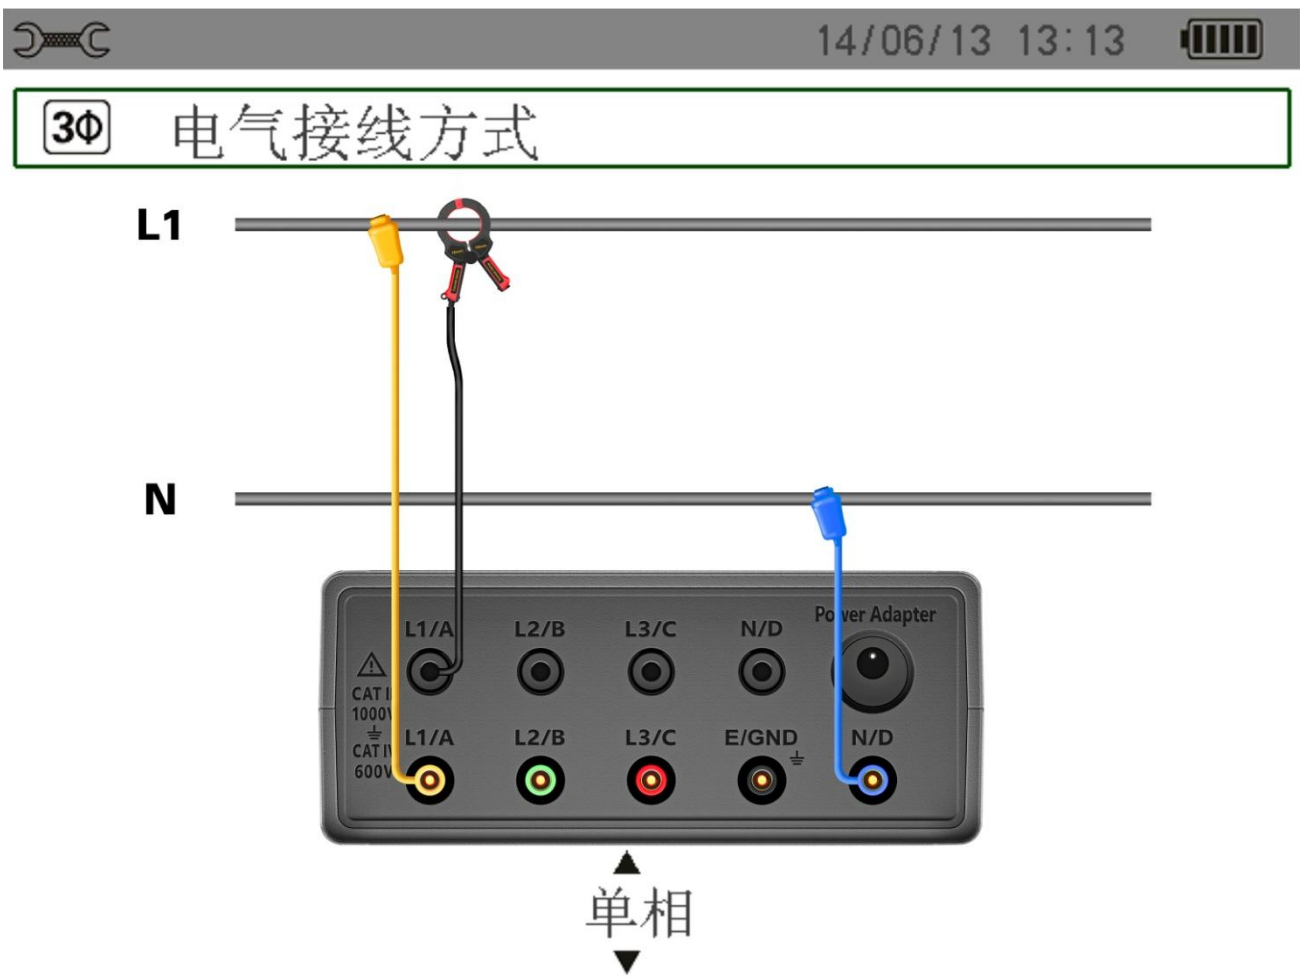 14/06/13 13:13
3Φ 电气接线方式
L1
N
Power Adapter
L1/A L2/B L3/C N/D
CAT I
1000V
L1/A L2/B L3/C E/GND N/D
CAT IV
600V
单相